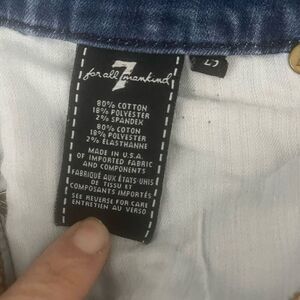 7
for all mankind
80% COTTON
18% POLYESTER
2% SPANDEX
80% COTON
18% POLYESTER
2% ELASTHANNE
MADE IN U.S.A.
OF IMPORTED FABRIC
AND COMPONENTS
FABRIQUÉ AUX ÉTATS-UNIS
DE TISSU ET
COMPOSANTS IMPORTÉS
SEE REVERSE FOR CARE
ENTRETIEN AU VERSO